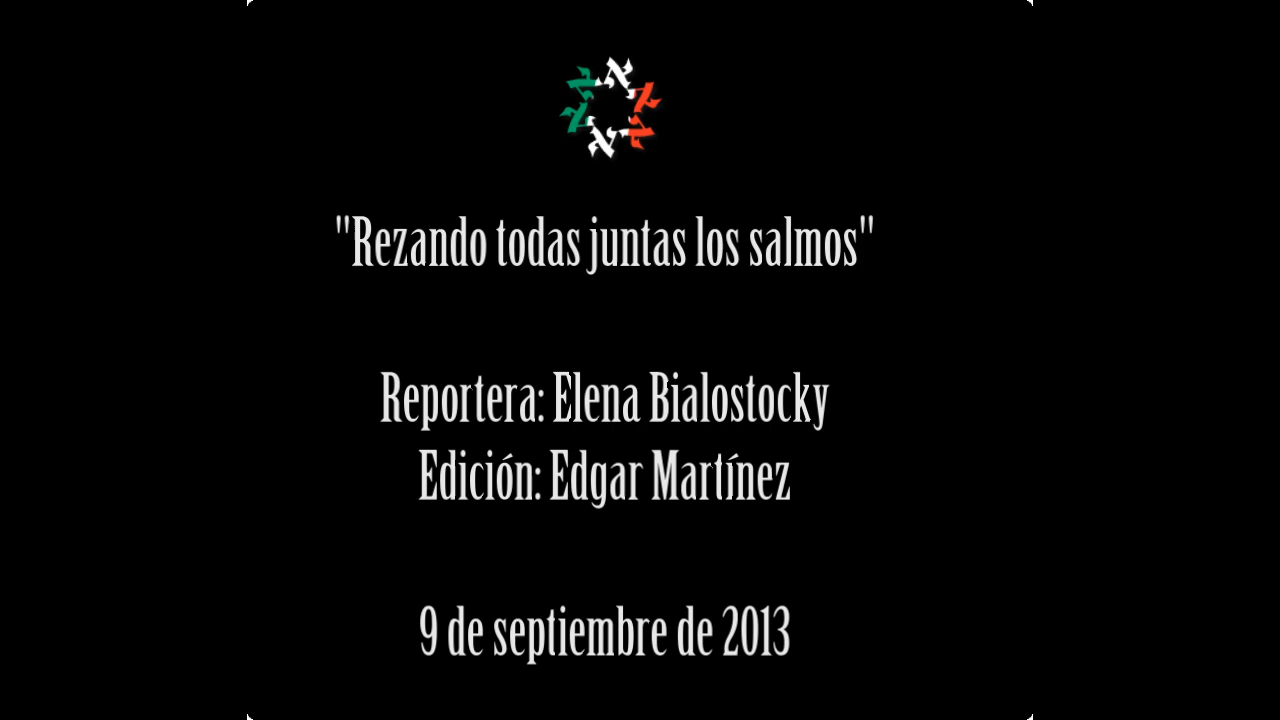 "Rezando todas juntas los salmos"
Reportera: Elena Bialostocky
Edición: Edgar Martínez
9 de septiembre de 2013